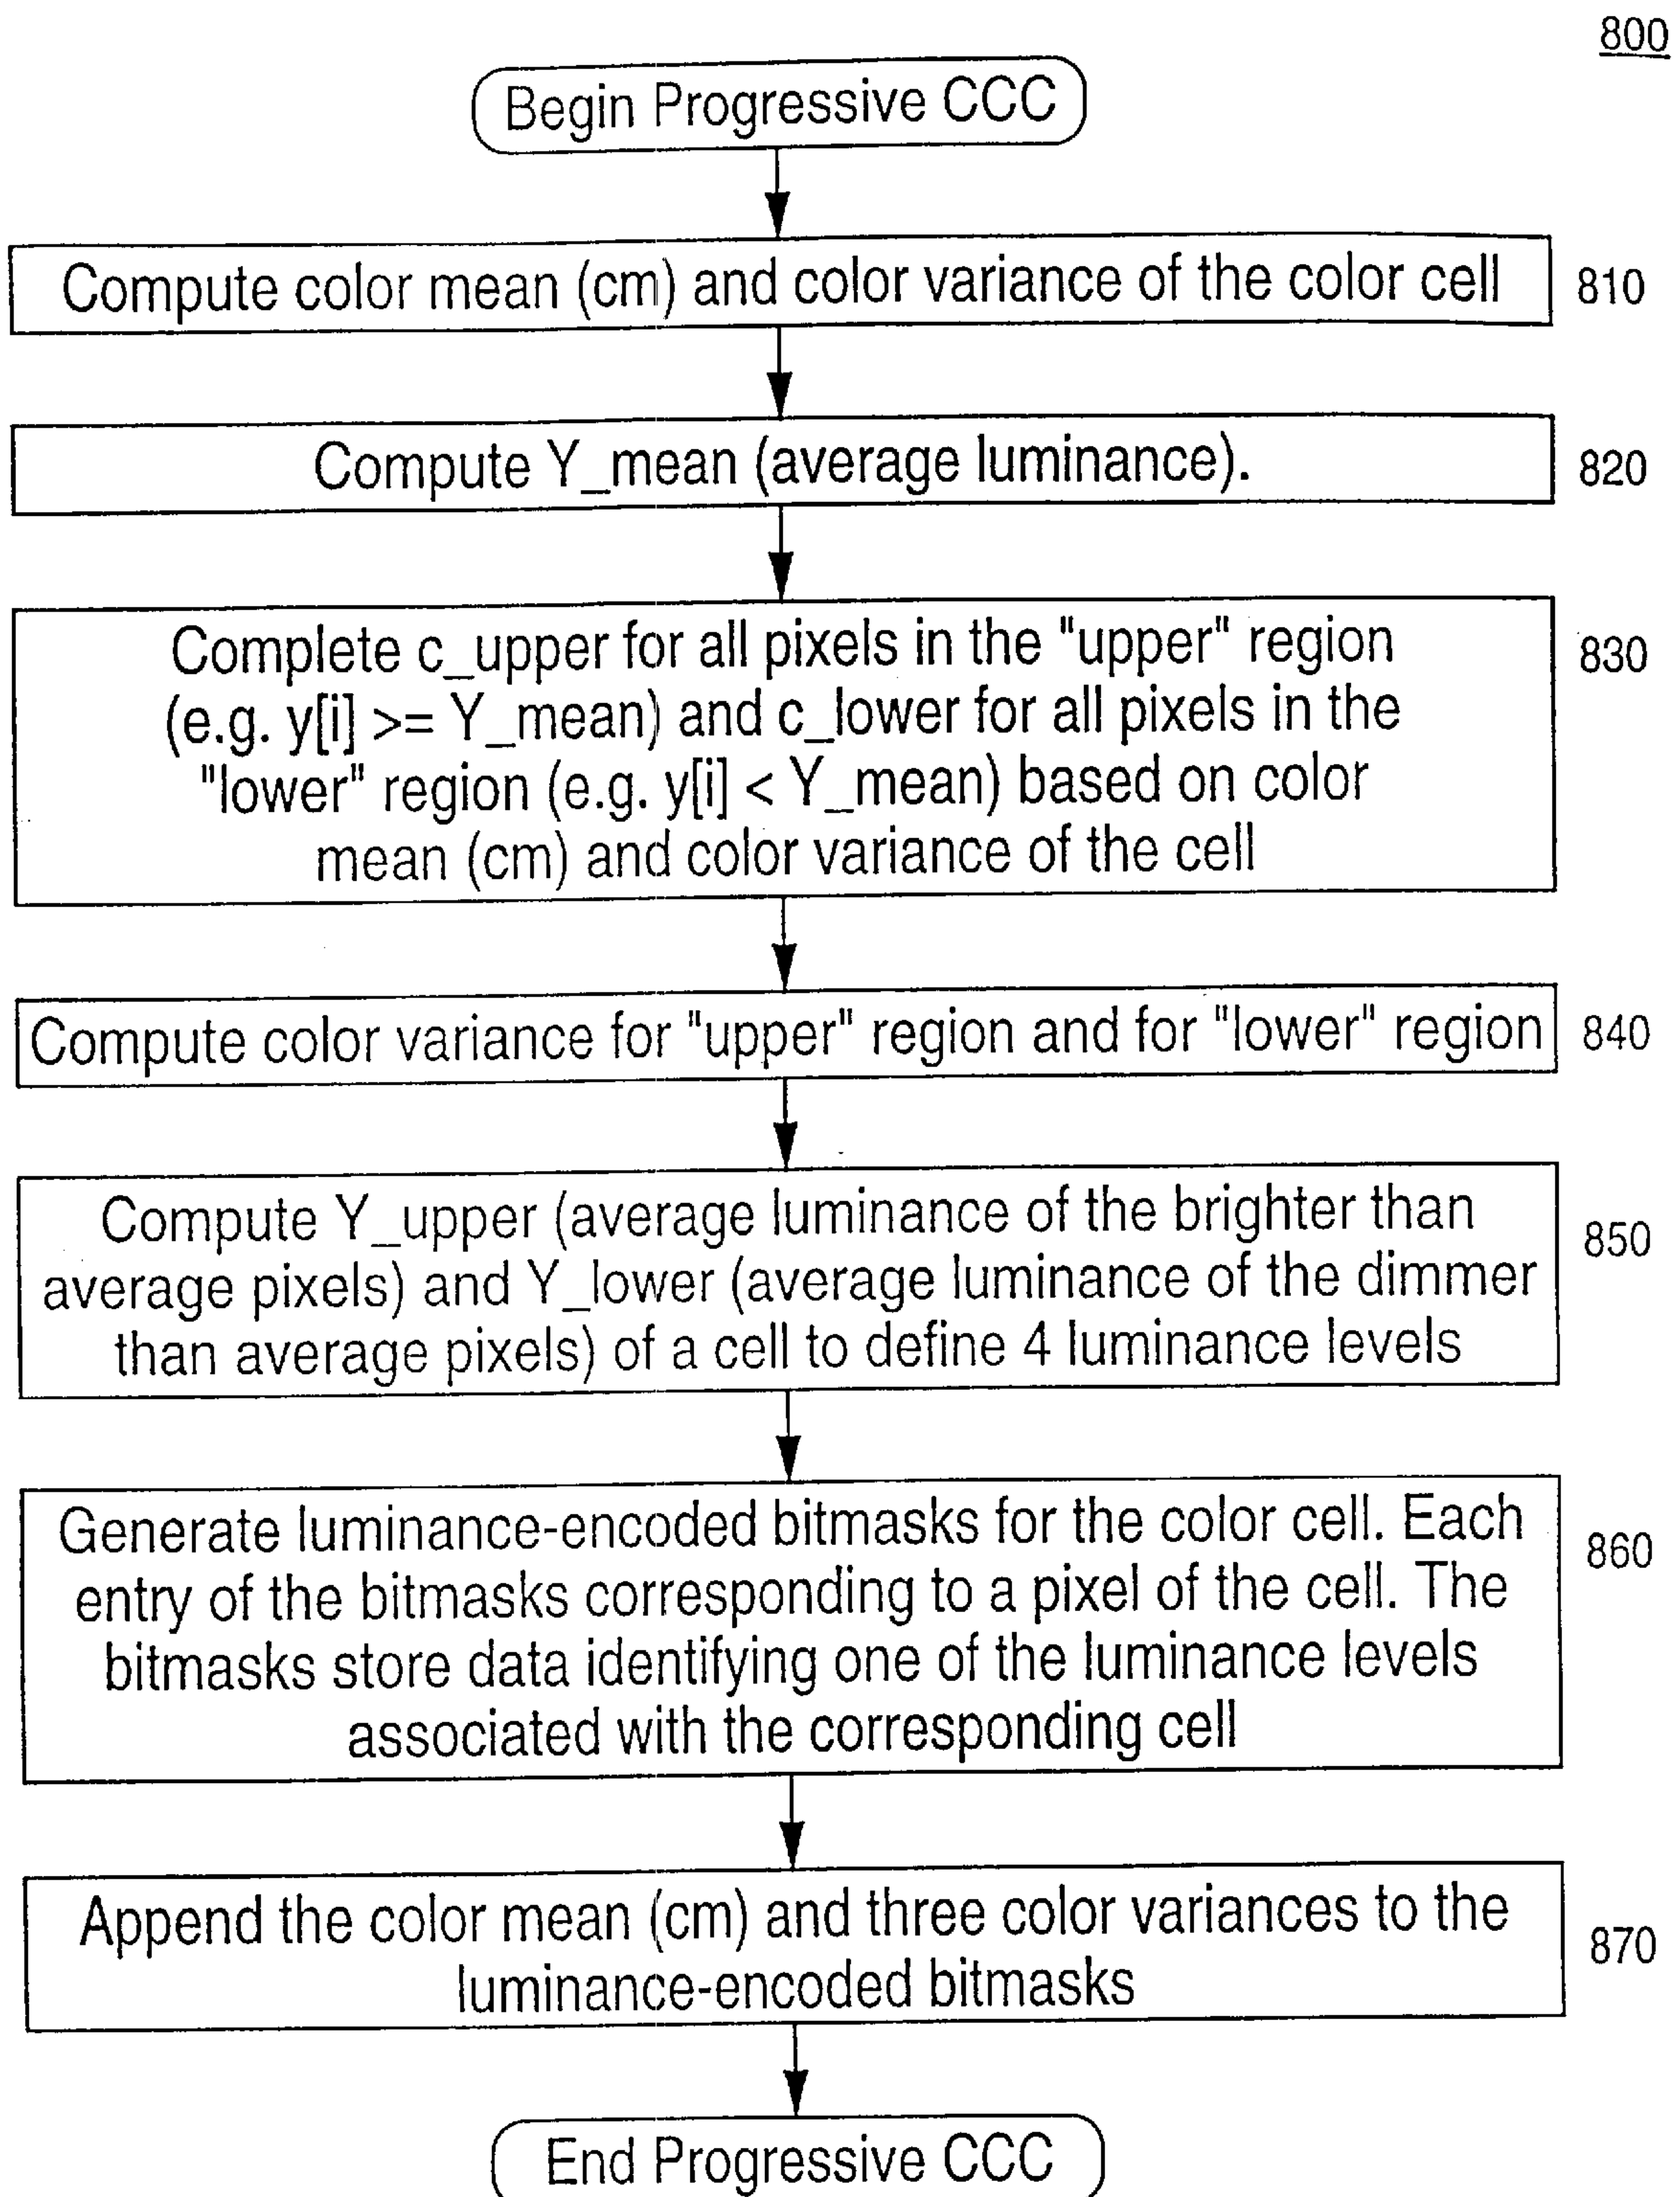 800
Begin Progressive CCC
Compute color mean (cm) and color variance of the color cell
810
Compute Y_mean (average luminance).
820
Complete c_upper for all pixels in the "upper" region
(e.g. y[i] >= Y_mean) and c_lower for all pixels in the
"lower" region (e.g. y[i] < Y_mean) based on color
mean (cm) and color variance of the cell
830
Compute color variance for "upper" region and for "lower" region
840
Compute Y_upper (average luminance of the brighter than
average pixels) and Y_lower (average luminance of the dimmer
than average pixels) of a cell to define 4 luminance levels
850
Generate luminance-encoded bitmasks for the color cell. Each
entry of the bitmasks corresponding to a pixel of the cell. The
bitmasks store data identifying one of the luminance levels
associated with the corresponding cell
860
Append the color mean (cm) and three color variances to the
luminance-encoded bitmasks
870
End Progressive CCC